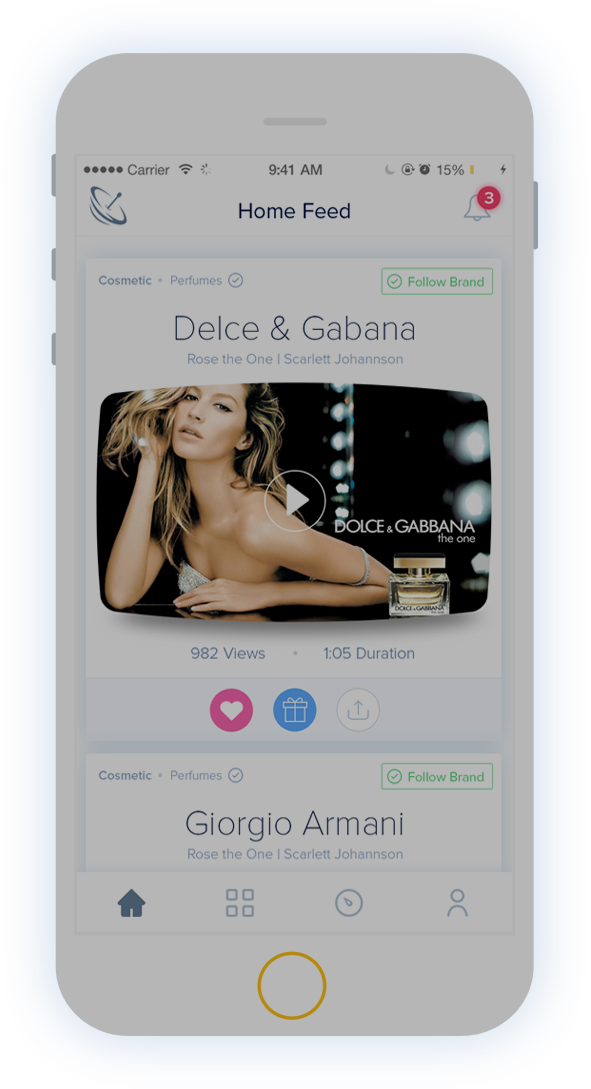 Carrier 9:41 AM 15%
Home Feed 3
Cosmetic • Perfumes Follow Brand
Delce & Gabana
Rose the One | Scarlett Johannson
DOLCE & GABBANA
the one
DOLCE & GABBANA
the one
982 Views • 1:05 Duration
Cosmetic • Perfumes Follow Brand
Giorgio Armani
Rose the One | Scarlett Johannson